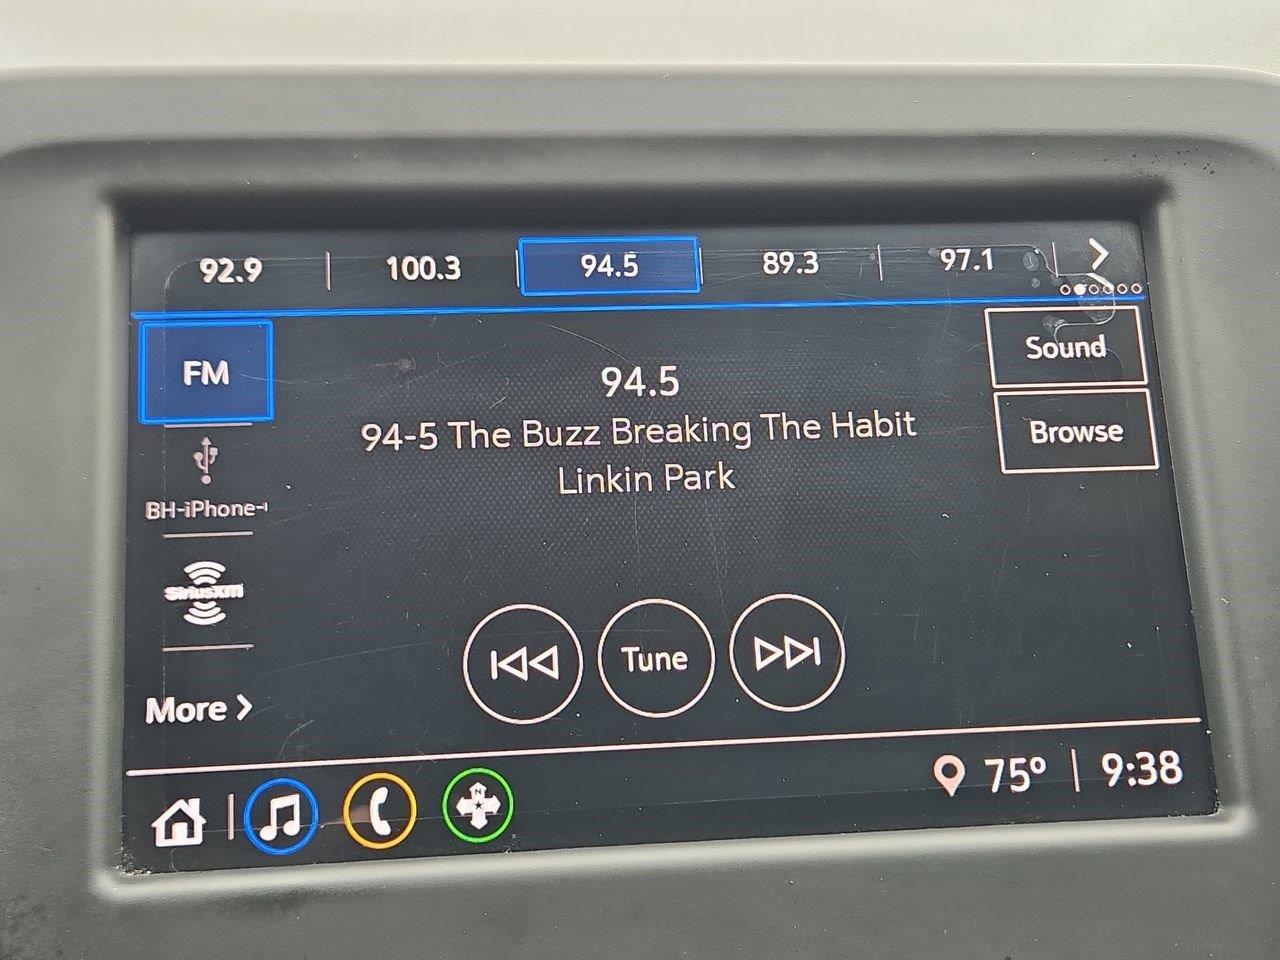 92.9 100.3 94.5 89.3 97.1
FM
Sound
94.5
94-5 The Buzz Breaking The Habit
Browse
Linkin Park
BH-iPhone-
SiriusXM
Tune
More
75° 9:38
N